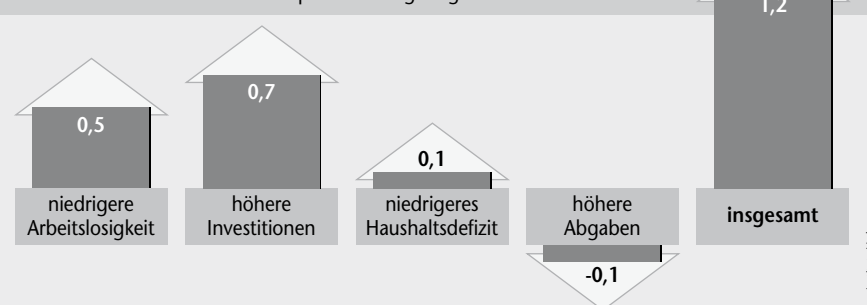 1,2
0,7
0,5
0,1
niedrigere
Arbeitslosigkeit
höhere
Investitionen
niedrigeres
Haushaltsdefizit
höhere
Abgaben
insgesamt
-0,1